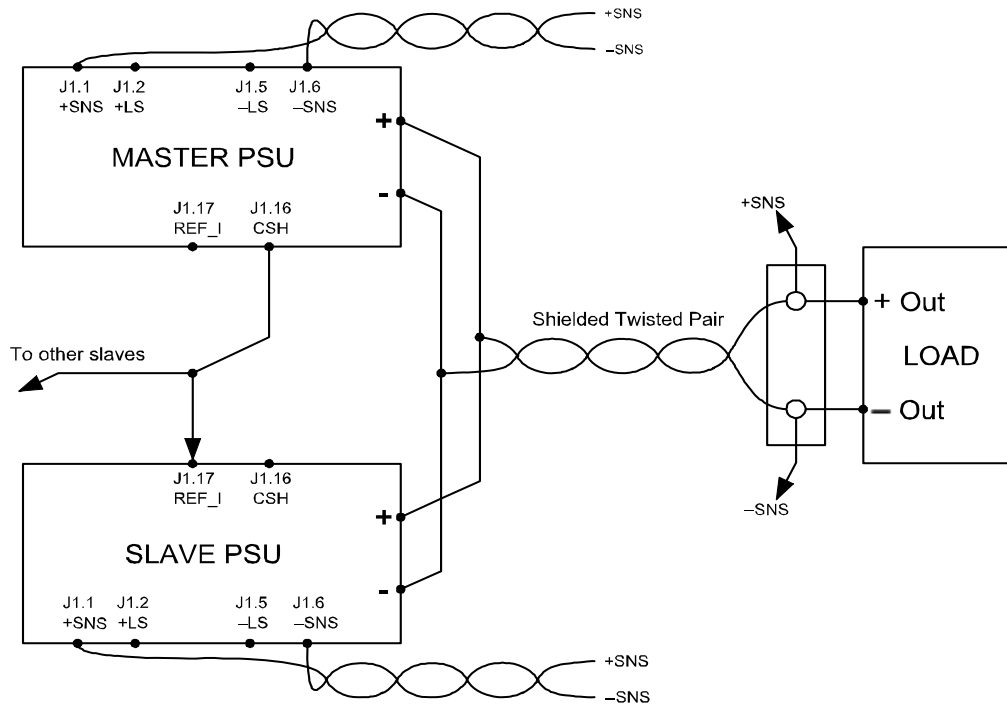 +SNS
–SNS
J1.1 J1.2 J1.5 J1.6
+SNS +LS –LS –SNS
+
MASTER PSU
-
J1.17 J1.16
REF_I CSH
+SNS
Shielded Twisted Pair
+ Out
To other slaves
LOAD
– Out
J1.17 J1.16
REF_I CSH
–SNS
+
SLAVE PSU
-
J1.1 J1.2 J1.5 J1.6
+SNS +LS –LS –SNS
+SNS
–SNS